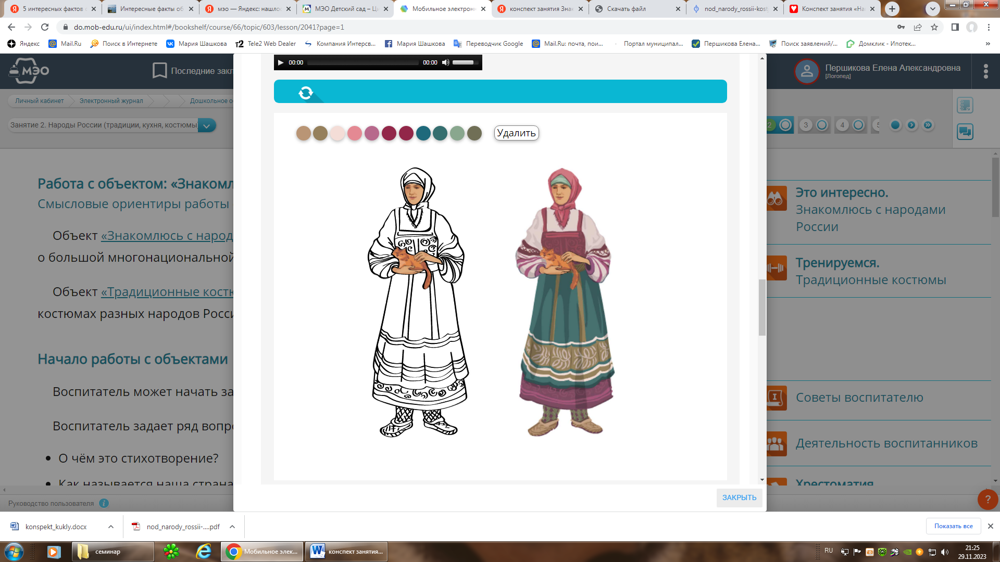 5 интересных фактов
Интересные факты об
мэо — Яндекс: нашлос
МЭО Детский сад – Ци
Мобильное электронн
конспект занятия Знак
Скачать файл
nod_narody_rossii-kost
Конспект занятия «На
do.mob-edu.ru/ui/index.html#/bookshelf/course/66/topic/603/lesson/2041?page=1
Яндекс
Mail.Ru
Поиск в Интернете
Мария Шашкова
Tele2 Web Dealer
Компания Интерсв...
Мария Шашкова
Переводчик Google
Mail.Ru: почта, пои...
Портал муниципал...
Першикова Елена...
Поиск заявлений/...
Домклик – Ипотек...
»
МЭО
Последние закл
00:00 00:00
Першикова Елена Александровна
[Логопед]
Личный кабинет
Электронный журнал
Дошкольное о
Занятие 2. Народы России (традиции, кухня, костюмы)
2
3
4
5
Удалить
Работа с объектом: «Знакомл
Смысловые ориентиры работы
Объект «Знакомлюсь с народ
о большой многонациональной
Объект «Традиционные костю
костюмах разных народов Росси
Начало работы с объектами
Воспитатель может начать за
Воспитатель задает ряд вопро
• О чём это стихотворение?
• Как называется наша страна
Это интересно.
Знакомлюсь с народами
России
Тренируемся.
Традиционные костюмы
Советы воспитателю
Деятельность воспитанников
Хрестоматия
ЗАКРЫТЬ
Руководство пользователя
i
?
konspekt_kukly.docx
nod_narody_rossii-....pdf
Показать все
семинар
Мобильное элек...
конспект занятия...
RU
21:25
29.11.2023